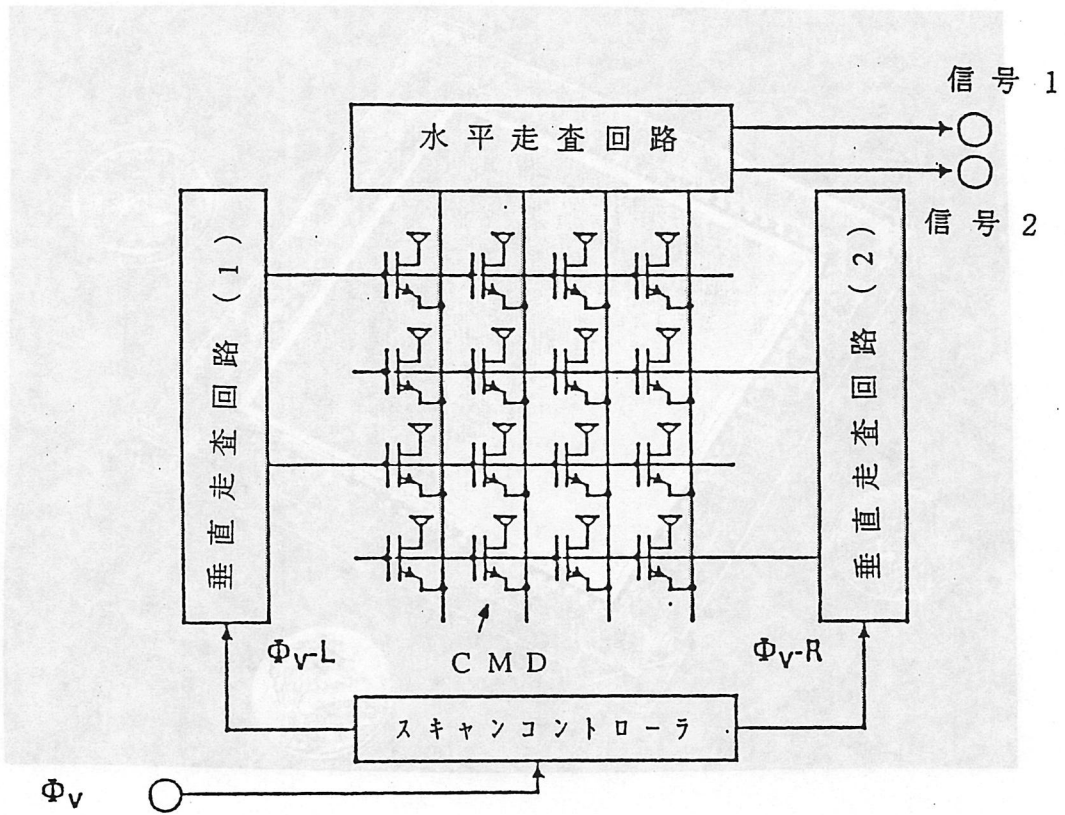 信号1
水平走査回路
信号2
垂直走査回路(1)
垂直走査回路(2)
ΦV-L
CMD
ΦV-R
スキャンコントローラ
ΦV